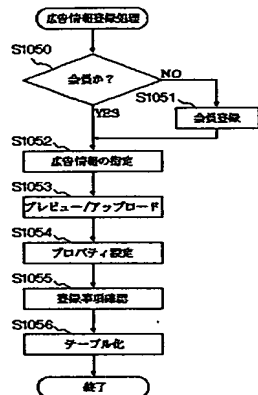 広告情報登録処理
S1050
会員か？
NO
S1051
YES
会員登録
S1052
広告情報の指定
S1053
プレビュー/アップロード
S1054
プロパティ設定
S1055
登録事項確認
S1056
テーブル化
終了